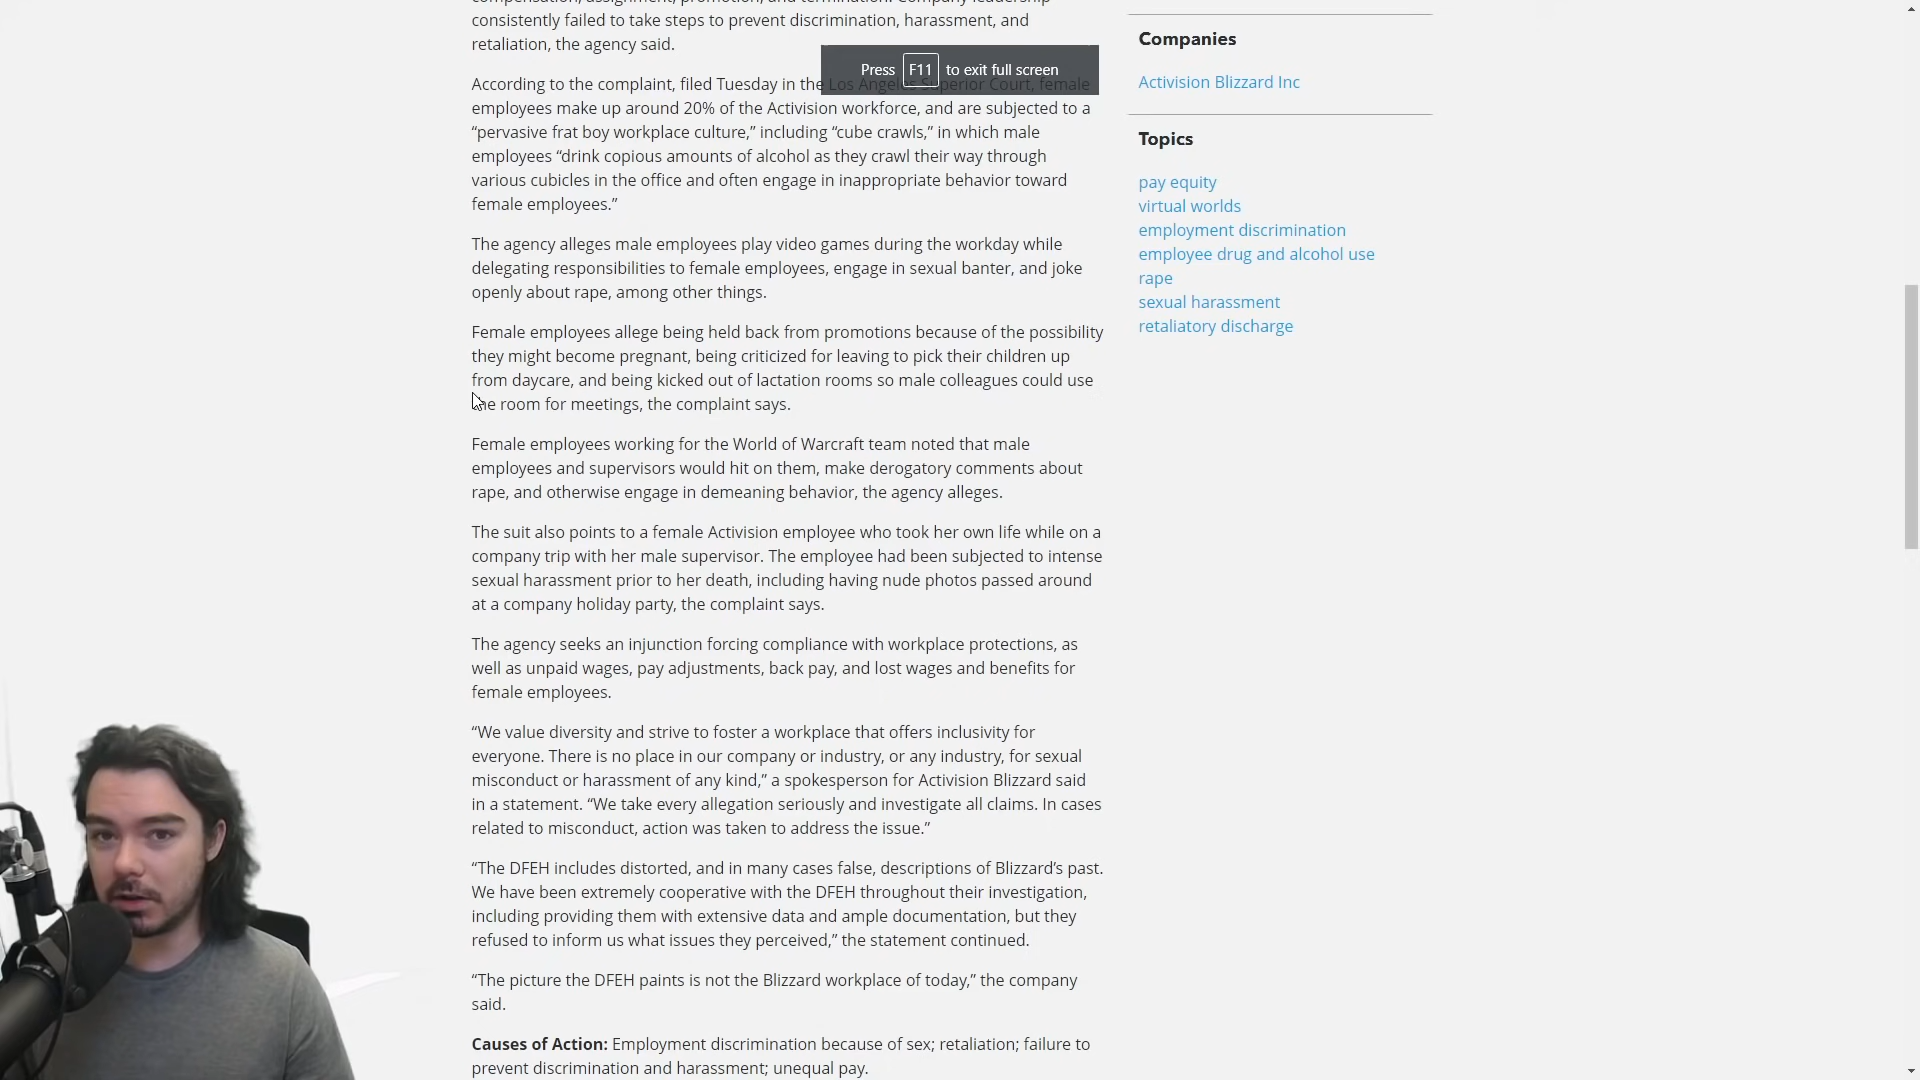 compensation, assignment, promotion, and termination. Company leadership
consistently failed to take steps to prevent discrimination, harassment, and
retaliation, the agency said.
Press F11 to exit full screen
According to the complaint, filed Tuesday in the Los Angeles Superior Court, female
employees make up around 20% of the Activision workforce, and are subjected to a
“pervasive frat boy workplace culture,” including “cube crawls,” in which male
employees “drink copious amounts of alcohol as they crawl their way through
various cubicles in the office and often engage in inappropriate behavior toward
female employees.”
The agency alleges male employees play video games during the workday while
delegating responsibilities to female employees, engage in sexual banter, and joke
openly about rape, among other things.
Female employees allege being held back from promotions because of the possibility
they might become pregnant, being criticized for leaving to pick their children up
from daycare, and being kicked out of lactation rooms so male colleagues could use
the room for meetings, the complaint says.
Female employees working for the World of Warcraft team noted that male
employees and supervisors would hit on them, make derogatory comments about
rape, and otherwise engage in demeaning behavior, the agency alleges.
The suit also points to a female Activision employee who took her own life while on a
company trip with her male supervisor. The employee had been subjected to intense
sexual harassment prior to her death, including having nude photos passed around
at a company holiday party, the complaint says.
The agency seeks an injunction forcing compliance with workplace protections, as
well as unpaid wages, pay adjustments, back pay, and lost wages and benefits for
female employees.
“We value diversity and strive to foster a workplace that offers inclusivity for
everyone. There is no place in our company or industry, or any industry, for sexual
misconduct or harassment of any kind,” a spokesperson for Activision Blizzard said
in a statement. “We take every allegation seriously and investigate all claims. In cases
related to misconduct, action was taken to address the issue.”
“The DFEH includes distorted, and in many cases false, descriptions of Blizzard’s past.
We have been extremely cooperative with the DFEH throughout their investigation,
including providing them with extensive data and ample documentation, but they
refused to inform us what issues they perceived,” the statement continued.
“The picture the DFEH paints is not the Blizzard workplace of today,” the company
said.
Causes of Action: Employment discrimination because of sex; retaliation; failure to
prevent discrimination and harassment; unequal pay.
Companies
Activision Blizzard Inc
Topics
pay equity
virtual worlds
employment discrimination
employee drug and alcohol use
rape
sexual harassment
retaliatory discharge